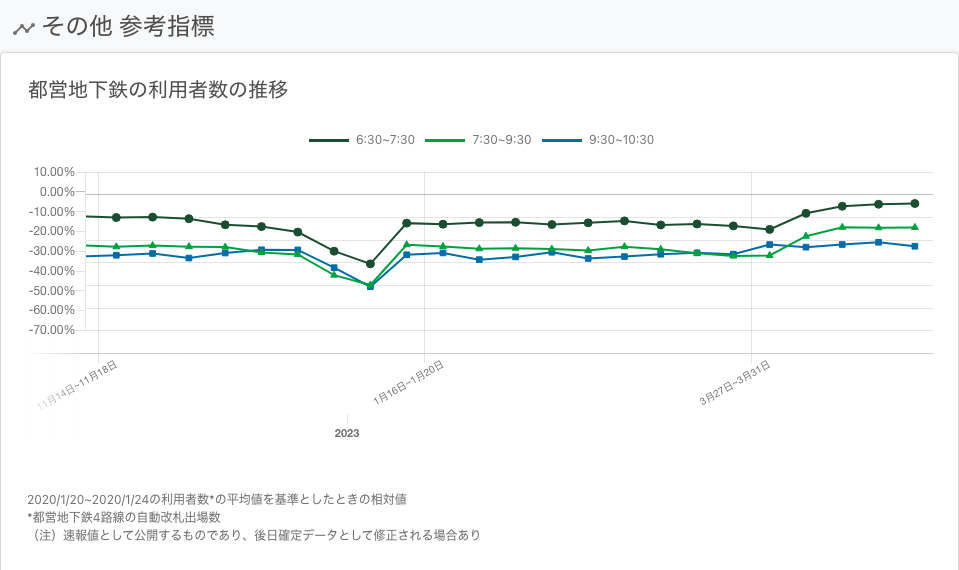 その他 参考指標
都営地下鉄の利用者数の推移
6:30~7:30 7:30~9:30 9:30~10:30
10.00%
0.00%
-10.00%
-20.00%
-30.00%
-40.00%
-50.00%
-60.00%
-70.00%
11月14日~11月18日 1月16日~1月20日 3月27日~3月31日
2023
2020/1/20~2020/1/24の利用者数*の平均値を基準としたときの相対値
*都営地下鉄4路線の自動改札出場数
（注）速報値として公開するものであり、後日確定データとして修正される場合あり